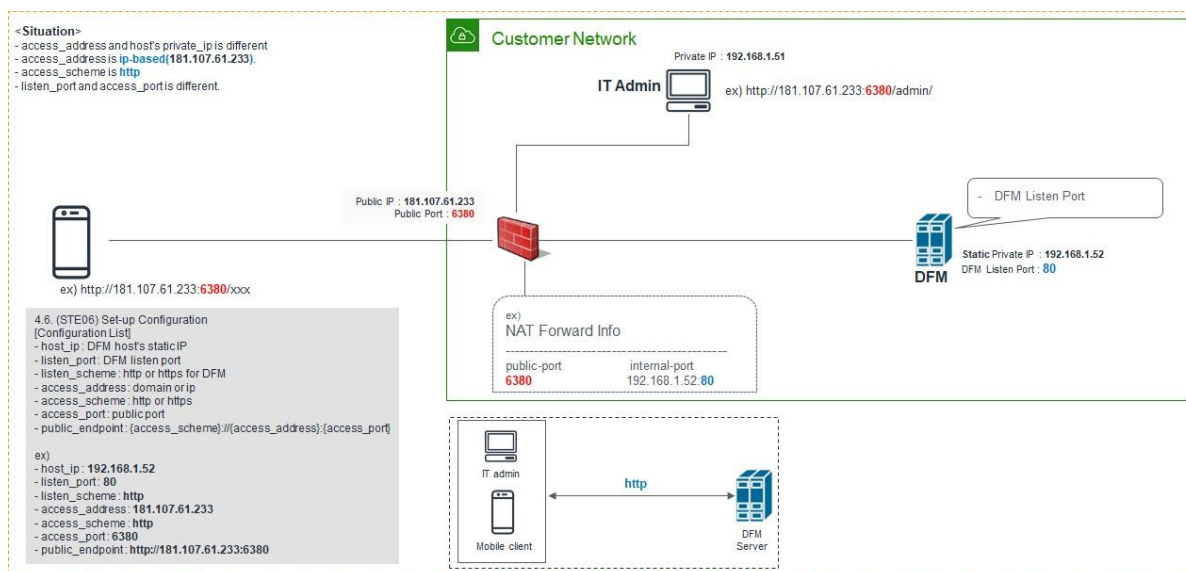 <Situation>
- access_address and host's private_ip is different
- access_address is ip-based(181.107.61.233).
- access_scheme is http
- listen_port and access_port is different.
Customer Network
Private IP : 192.168.1.51
IT Admin
ex) http://181.107.61.233:6380/admin/
Public IP : 181.107.61.233
Public Port : 6380
- DFM Listen Port
Static Private IP : 192.168.1.52
DFM Listen Port : 80
DFM
ex) http://181.107.61.233:6380/xxx
ex)
NAT Forward Info
public-port internal-port
6380 192.168.1.52:80
4.6. (STE06) Set-up Configuration
[Configuration List]
- host_ip : DFM host's static IP
- listen_port : DFM listen port
- listen_scheme : http or https for DFM
- access_address : domain or ip
- access_scheme : http or https
- access_port : public port
- public_endpoint : {access_scheme}://{access_address}:{access_port}
ex)
- host_ip : 192.168.1.52
- listen_port : 80
- listen_scheme : http
- access_address : 181.107.61.233
- access_scheme : http
- access_port : 6380
- public_endpoint : http://181.107.61.233:6380
IT admin
http
Mobile client
DFM
Server